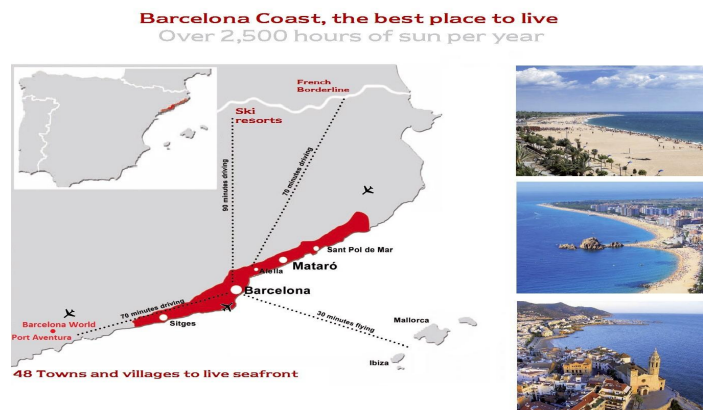 Barcelona Coast, the best place to live
Over 2,500 hours of sun per year
French
Borderline
Ski
resorts
90 minutes driving
70 minutes driving
Sant Pol de Mar
Mataró
Alella
Barcelona
70 minutes driving
30 minutes flying
Sitges
Mallorca
Barcelona World
Port Aventura
Ibiza
48 Towns and villages to live seafront